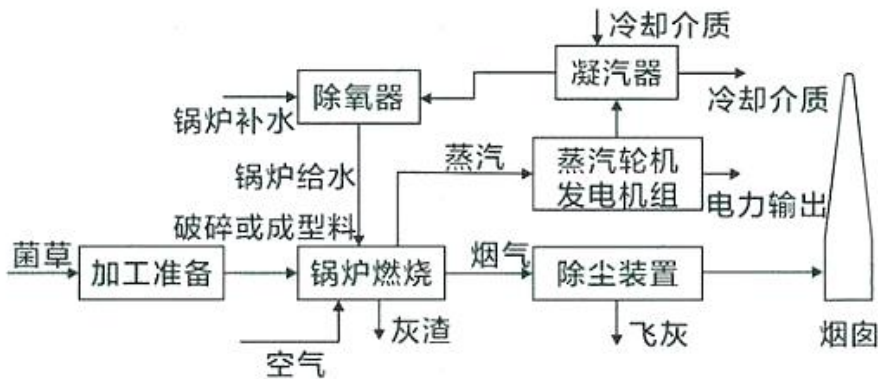 冷却介质
凝汽器
冷却介质
除氧器
锅炉补水
锅炉给水
蒸汽
蒸汽轮机
发电机组
电力输出
破碎或成型料
菌草
加工准备
锅炉燃烧
烟气
除尘装置
空气
灰渣
飞灰
烟囱